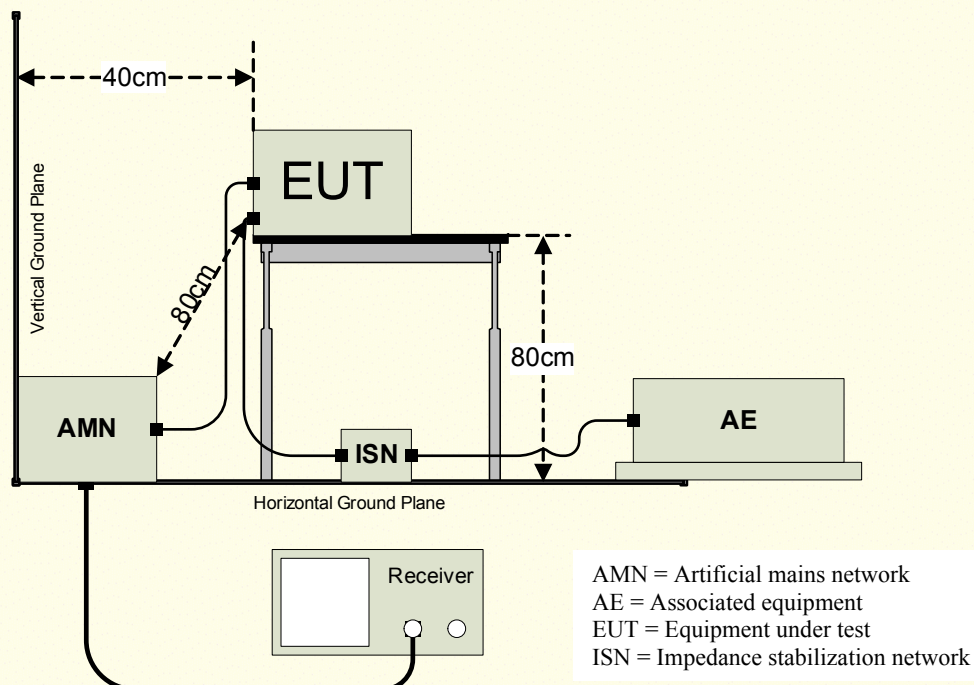 40cm
EUT
Vertical Ground Plane
80cm
80cm
AMN
ISN
AE
Horizontal Ground Plane
Receiver
AMN = Artificial mains network
AE = Associated equipment
EUT = Equipment under test
ISN = Impedance stabilization network